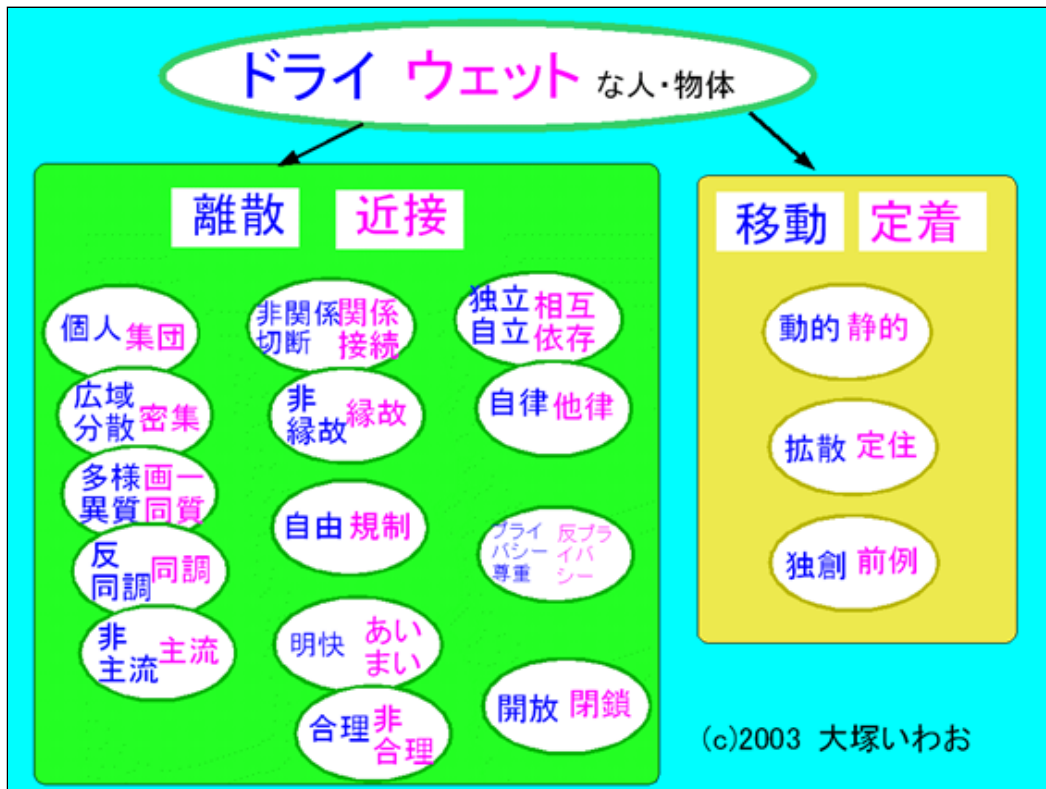 ドライ ウェット な人・物体
離散 近接
移動 定着
個人 集団
広域
分散 密集
多様 画一
異質 同質
反
同調 同調
非
主流 主流
非関係 関係
切断 接続
非
縁故 縁故
自由 規制
明快 あい
まい
合理 非
合理
独立 相互
自立 依存
自律 他律
プライ 反プラ
バシー イバ
尊重 シー
開放 閉鎖
動的 静的
拡散 定住
独創 前例
(c)2003 大塚いわお